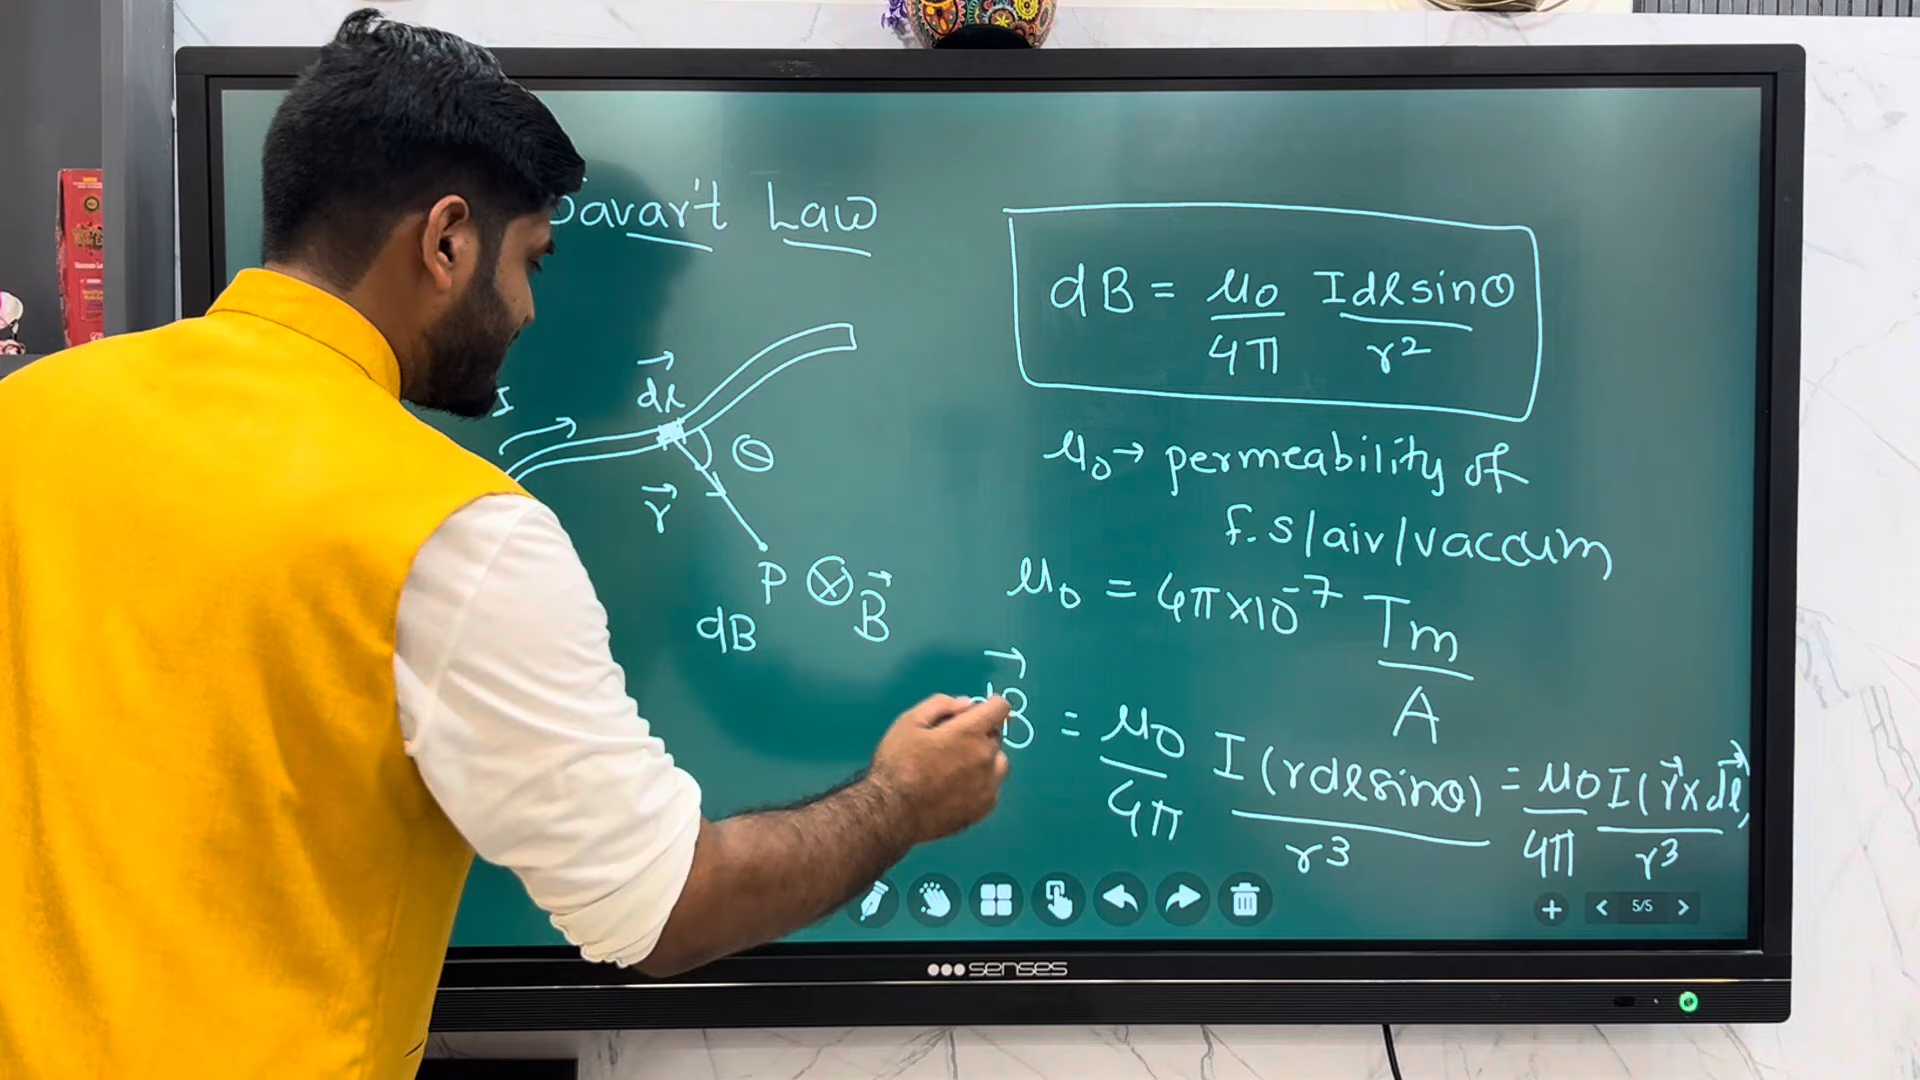 Savar't Law
dB = μ₀/4π Idlsinθ/r²
I
dl
θ
r
P ⊗ B
dB
μ₀ → permeability of
f.s/air/vaccum
μ₀ = 4π×10⁻⁷ Tm/A
dB = μ₀/4π I(rdlsinθ)/r³ = μ₀/4π I(r×dl)/r³
5/5
senses